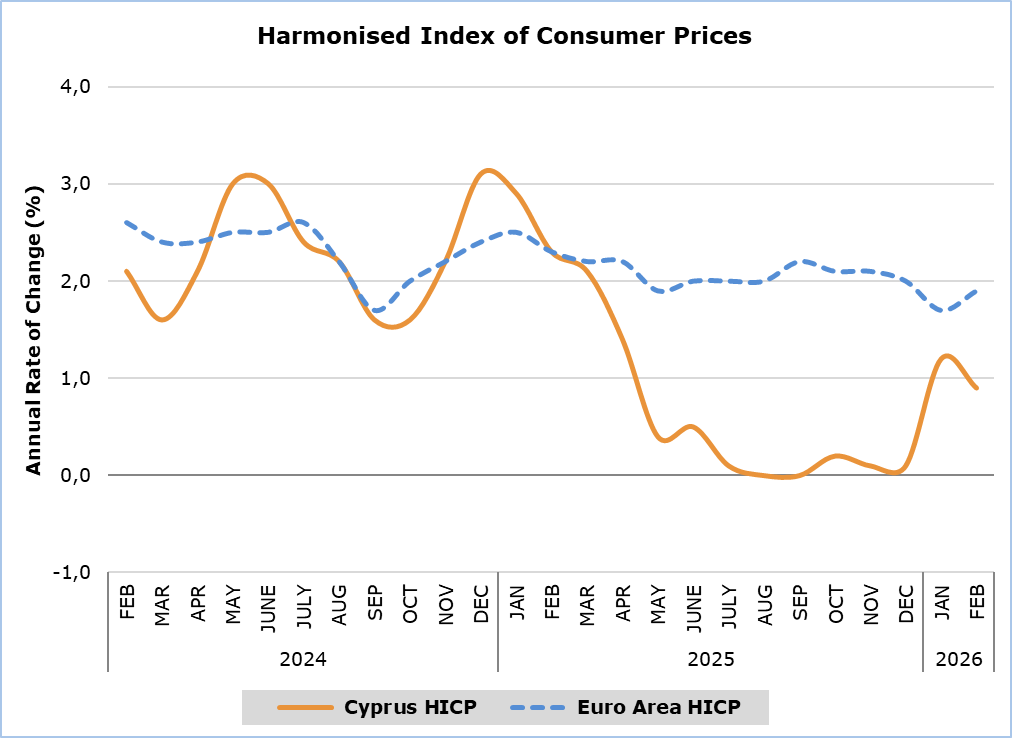 Harmonised Index of Consumer Prices
Annual Rate of Change (%)
4,0
3,0
2,0
1,0
0,0
-1,0
FEB MAR APR MAY JUNE JULY AUG SEP OCT NOV DEC JAN FEB MAR APR MAY JUNE JULY AUG SEP OCT NOV DEC JAN FEB
2024 2025 2026
Cyprus HICP Euro Area HICP